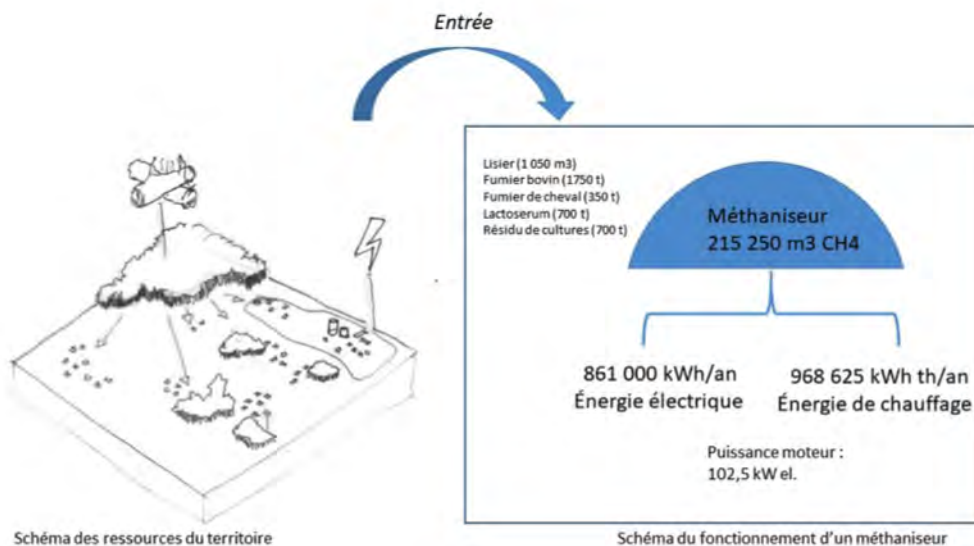 Entrée
Lisier (1 050 m3)
Fumier bovin (1750 t)
Fumier de cheval (350 t)
Lactoserum (700 t)
Résidu de cultures (700 t)
Méthaniseur
215 250 m3 CH4
861 000 kWh/an
Énergie électrique
968 625 kWh th/an
Énergie de chauffage
Puissance moteur :
102,5 kW el.
Schéma des ressources du territoire
Schéma du fonctionnement d'un méthaniseur